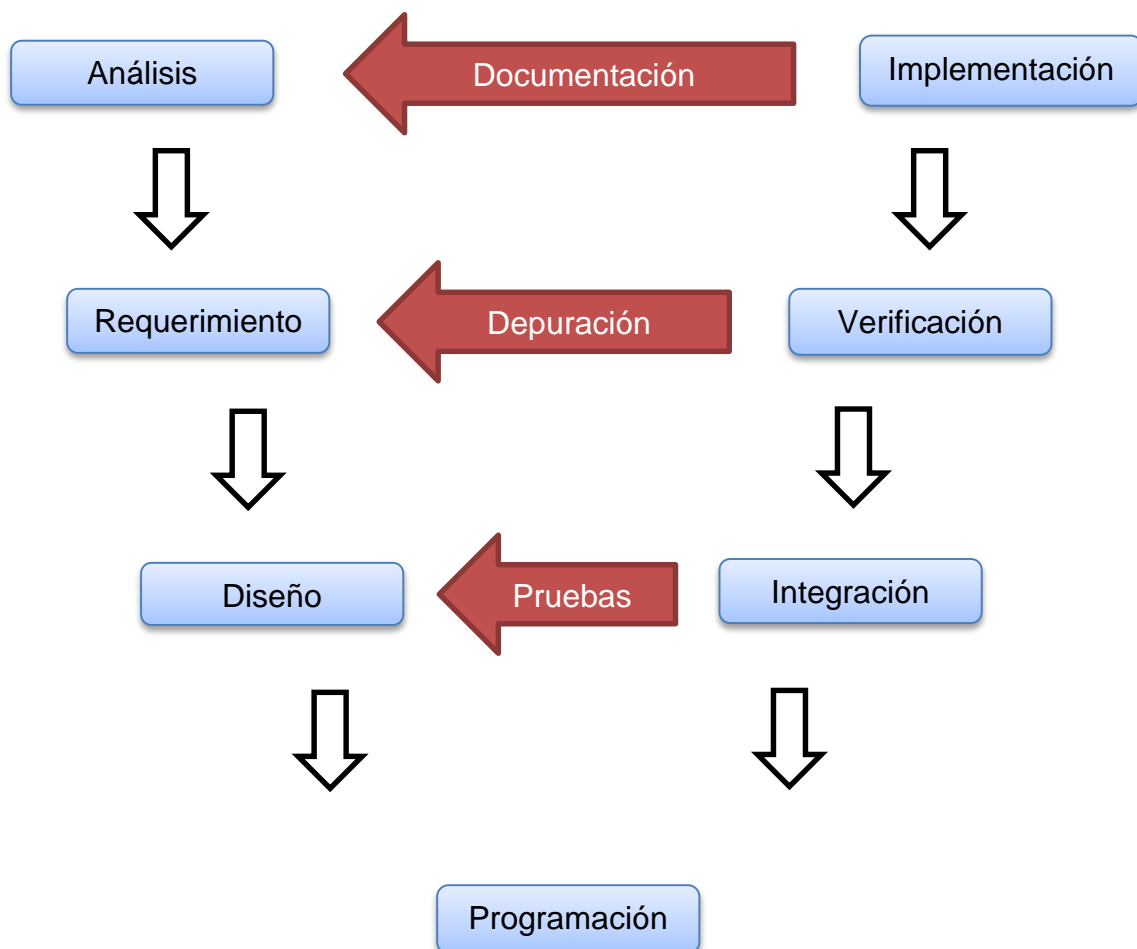 Análisis
Documentación
Implementación
Requerimiento
Depuración
Verificación
Diseño
Pruebas
Integración
Programación